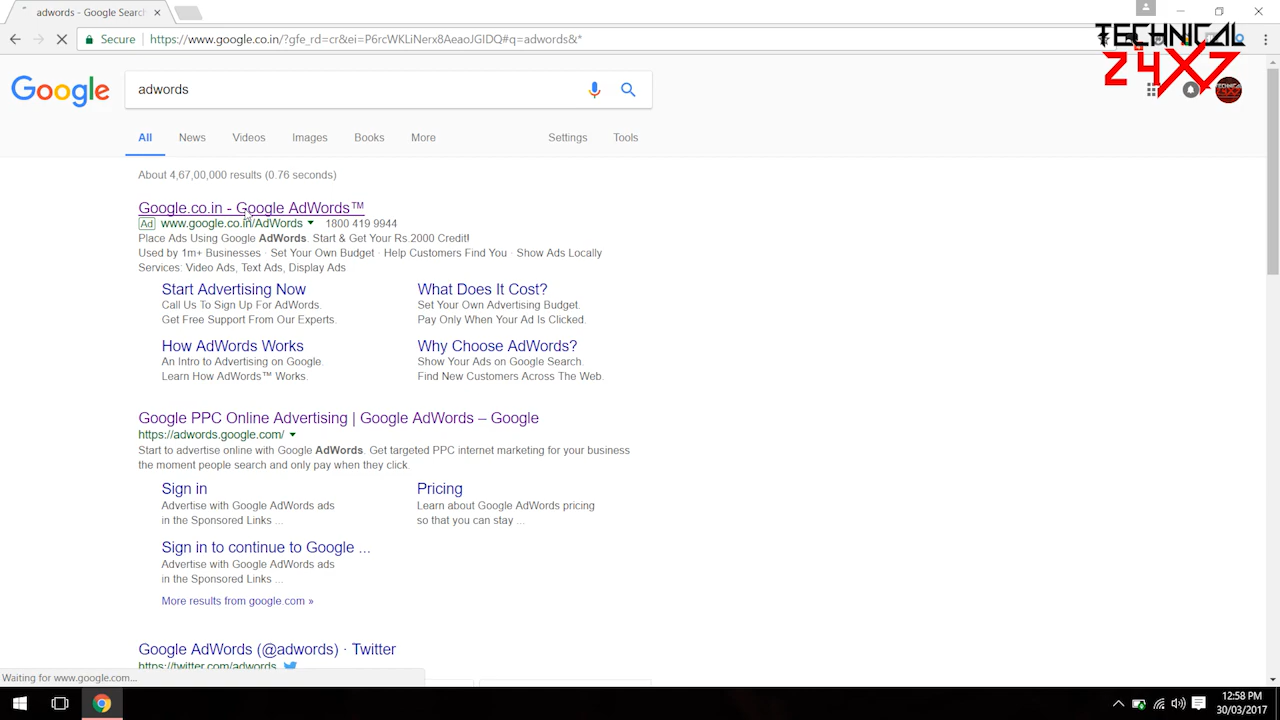 adwords - Google Searc
Secure
https://www.google.co.in/?gfe_rd=cr&ei=
#q=adwords&*
TECHNICAL
24X7
Google
adwords
All News Videos Images Books More Settings Tools
About 4,67,00,000 results (0.76 seconds)
Google.co.in - Google AdWords™
Ad www.google.co.in/AdWords 1800 419 9944
Place Ads Using Google AdWords. Start & Get Your Rs.2000 Credit!
Used by 1m+ Businesses · Set Your Own Budget · Help Customers Find You · Show Ads Locally
Services: Video Ads, Text Ads, Display Ads
Start Advertising Now
Call Us To Sign Up For AdWords.
Get Free Support From Our Experts.
What Does It Cost?
Set Your Own Advertising Budget.
Pay Only When Your Ad Is Clicked.
How AdWords Works
An Intro to Advertising on Google.
Learn How AdWords™ Works.
Why Choose AdWords?
Show Your Ads on Google Search.
Find New Customers Across The Web.
Google PPC Online Advertising | Google AdWords – Google
https://adwords.google.com/
Start to advertise online with Google AdWords. Get targeted PPC internet marketing for your business
the moment people search and only pay when they click.
Sign in
Advertise with Google AdWords ads
in the Sponsored Links ...
Pricing
Learn about Google AdWords pricing
so that you can stay ...
Sign in to continue to Google ...
Advertise with Google AdWords ads
in the Sponsored Links ...
More results from google.com »
Google AdWords (@adwords) · Twitter
https://twitter.com/adwords
Waiting for www.google.com...
12:58 PM
30/03/2017